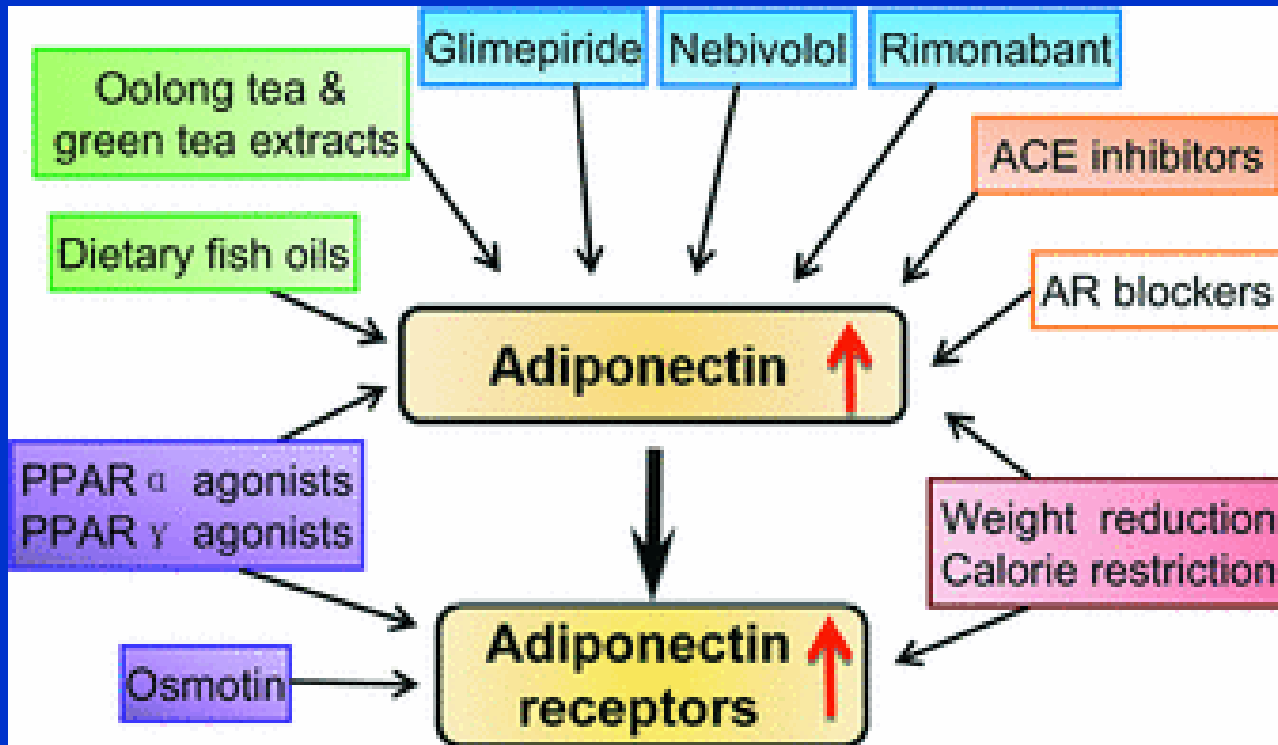 Glimepiride
Nebivolol
Rimonabant
Oolong tea &
green tea extracts
ACE inhibitors
Dietary fish oils
AR blockers
Adiponectin
PPAR α agonists
PPAR γ agonists
Weight reduction
Calorie restriction
Adiponectin
receptors
Osmotin